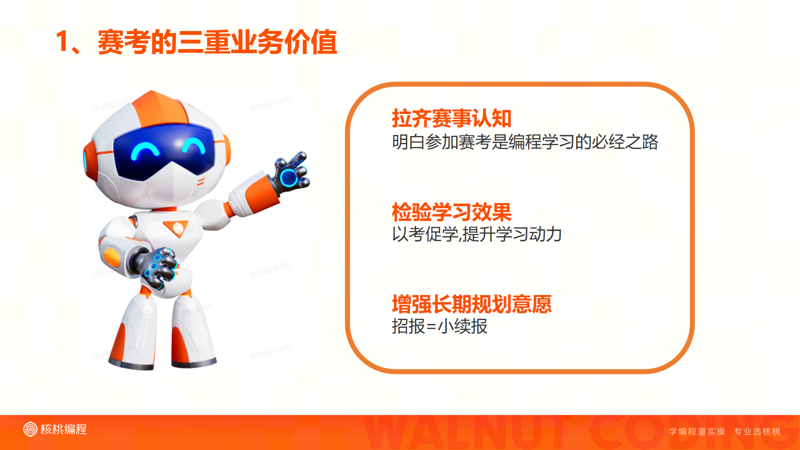 1、赛考的三重业务价值
拉齐赛事认知
明白参加赛考是编程学习的必经之路
检验学习效果
以考促学,提升学习动力
增强长期规划意愿
招报=小续报
核桃编程
WALNUT CODING
学编程重实操 专业选核桃